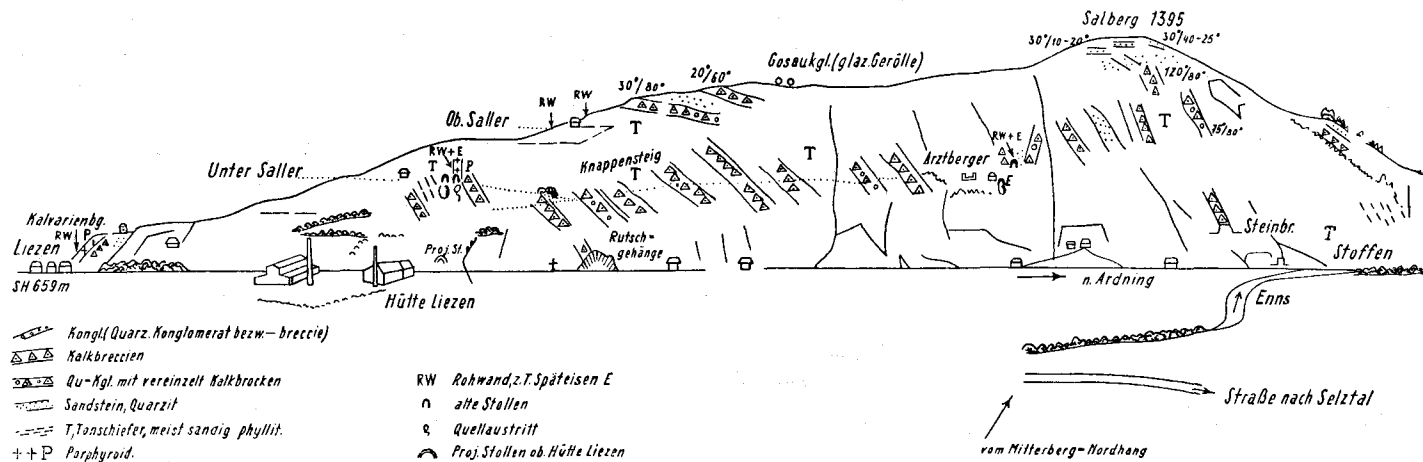 Salberg 1395
30°/10-20°
30°/40-25°
Gosaukgl.(glaz.Gerölle)
20°/60°
30°/80°
120°/80°
75/80°
RW
RW
Ob. Saller
T
RW+E
T
P
Unter Saller
Knappensteig
T
T
RW+E
Arztberger
E
T
Kalvarienbg.
RW P
Liezen
SH 659m
Proj. St.
Rutsch-
gehänge
Steinbr.
T
Stoffen
Hütte Liezen
n. Ardning
Enns
Kongl.(Quarz. Konglomerat bezw.-breccie)
Kalkbreccien
Qu-Kgl. mit vereinzelt Kalkbrocken
Sandstein, Quarzit
T, Tonschiefer, meist sandig phyllit.
++P Porphyroid.
RW Rohwand, z.T. Späteisen E
alte Stollen
Quellaustritt
Proj. Stollen ob. Hütte Liezen
Straße nach Selztal
vom Mitterberg=Nordhang